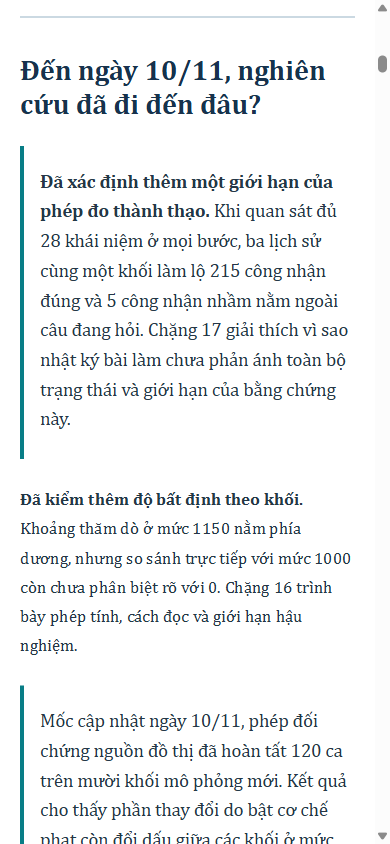 Đến ngày 10/11, nghiên
cứu đã đi đến đâu?
Đã xác định thêm một giới hạn của
phép đo thành thạo. Khi quan sát đủ
28 khái niệm ở mọi bước, ba lịch sử
cùng một khối làm lộ 215 công nhận
đúng và 5 công nhận nhầm nằm ngoài
câu đang hỏi. Chặng 17 giải thích vì sao
nhật ký bài làm chưa phản ánh toàn bộ
trạng thái và giới hạn của bằng chứng
này.
Đã kiểm thêm độ bất định theo khối.
Khoảng thăm dò ở mức 1150 nằm phía
dương, nhưng so sánh trực tiếp với mức 1000
còn chưa phân biệt rõ với 0. Chặng 16 trình
bày phép tính, cách đọc và giới hạn hậu
nghiệm.
Mốc cập nhật ngày 10/11, phép đối
chứng nguồn đồ thị đã hoàn tất 120 ca
trên mười khối mô phỏng mới. Kết quả
cho thấy phần thay đổi do bật cơ chế
phạt còn đổi dấu giữa các khối ở mức